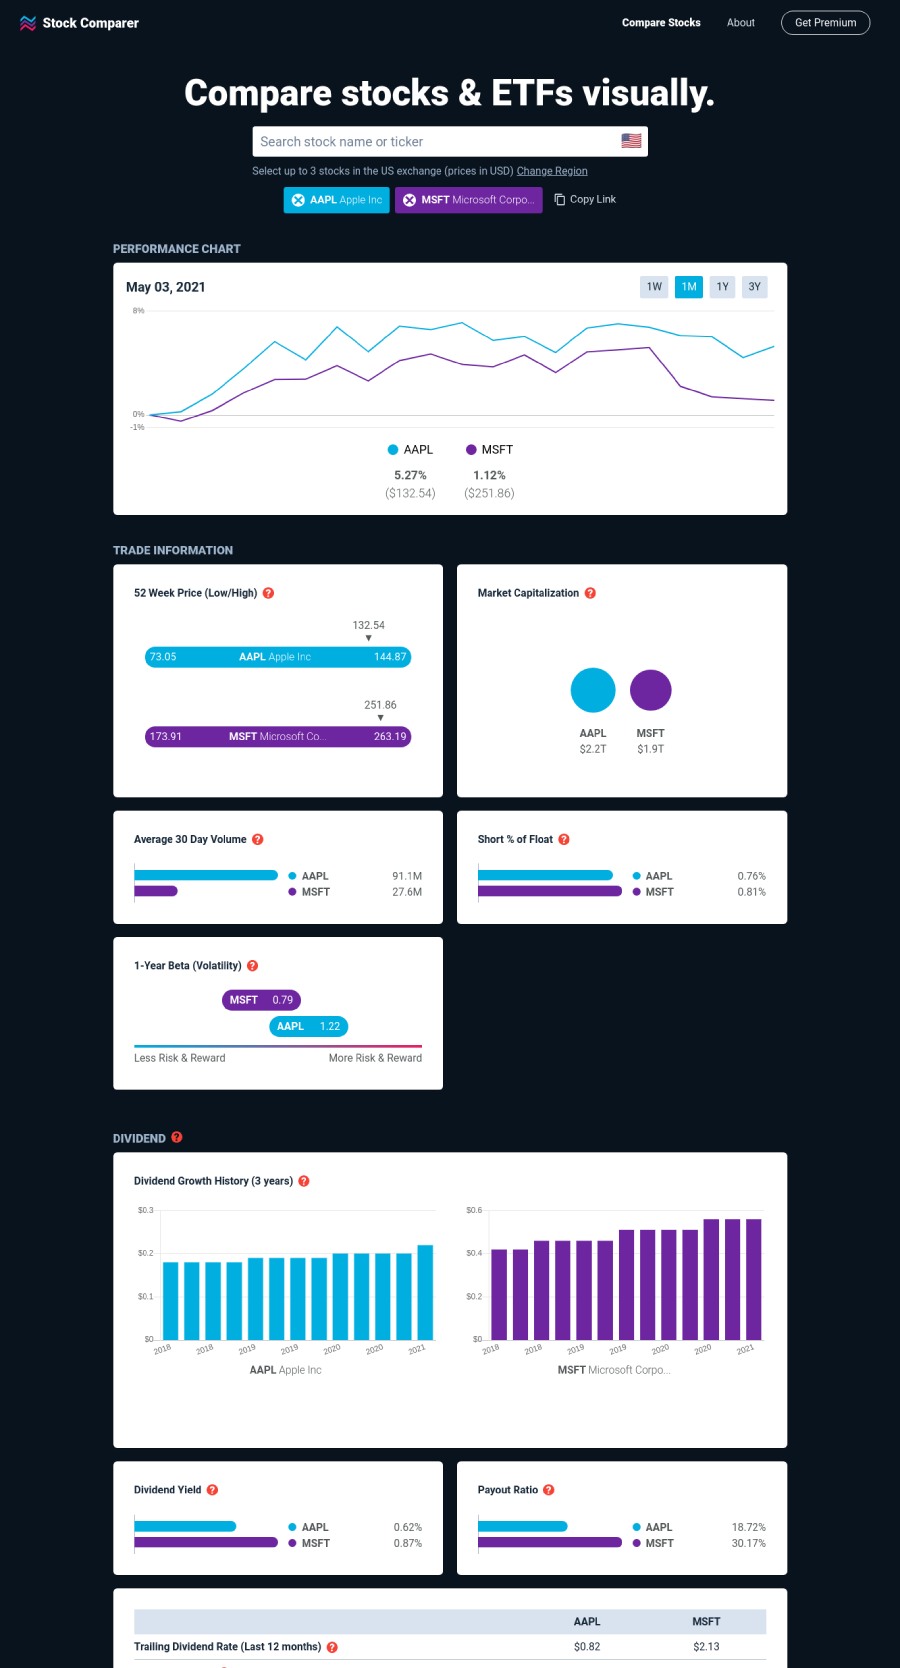 Stock Comparer
Compare Stocks About Get Premium
Compare stocks & ETFs visually.
Search stock name or ticker
Select up to 3 stocks in the US exchange (prices in USD) Change Region
AAPL Apple Inc MSFT Microsoft Corpo... Copy Link
PERFORMANCE CHART
May 03, 2021 1W 1M 1Y 3Y
8%
0%
-1%
AAPL MSFT
5.27% 1.12%
($132.54) ($251.86)
TRADE INFORMATION
52 Week Price (Low/High) ?
132.54
73.05 AAPL Apple Inc 144.87
251.86
173.91 MSFT Microsoft Co... 263.19
Market Capitalization ?
AAPL MSFT
$2.2T $1.9T
Average 30 Day Volume ?
AAPL 91.1M
MSFT 27.6M
Short % of Float ?
AAPL 0.76%
MSFT 0.81%
1-Year Beta (Volatility) ?
MSFT 0.79
AAPL 1.22
Less Risk & Reward More Risk & Reward
DIVIDEND ?
Dividend Growth History (3 years) ?
$0.3
$0.2
$0.1
$0
2018 2018 2019 2019 2020 2020 2021
AAPL Apple Inc
$0.6
$0.4
$0.2
$0
2018 2018 2019 2019 2020 2020 2021
MSFT Microsoft Corpo...
Dividend Yield ?
AAPL 0.62%
MSFT 0.87%
Payout Ratio ?
AAPL 18.72%
MSFT 30.17%
AAPL MSFT
Trailing Dividend Rate (Last 12 months) ? $0.82 $2.13